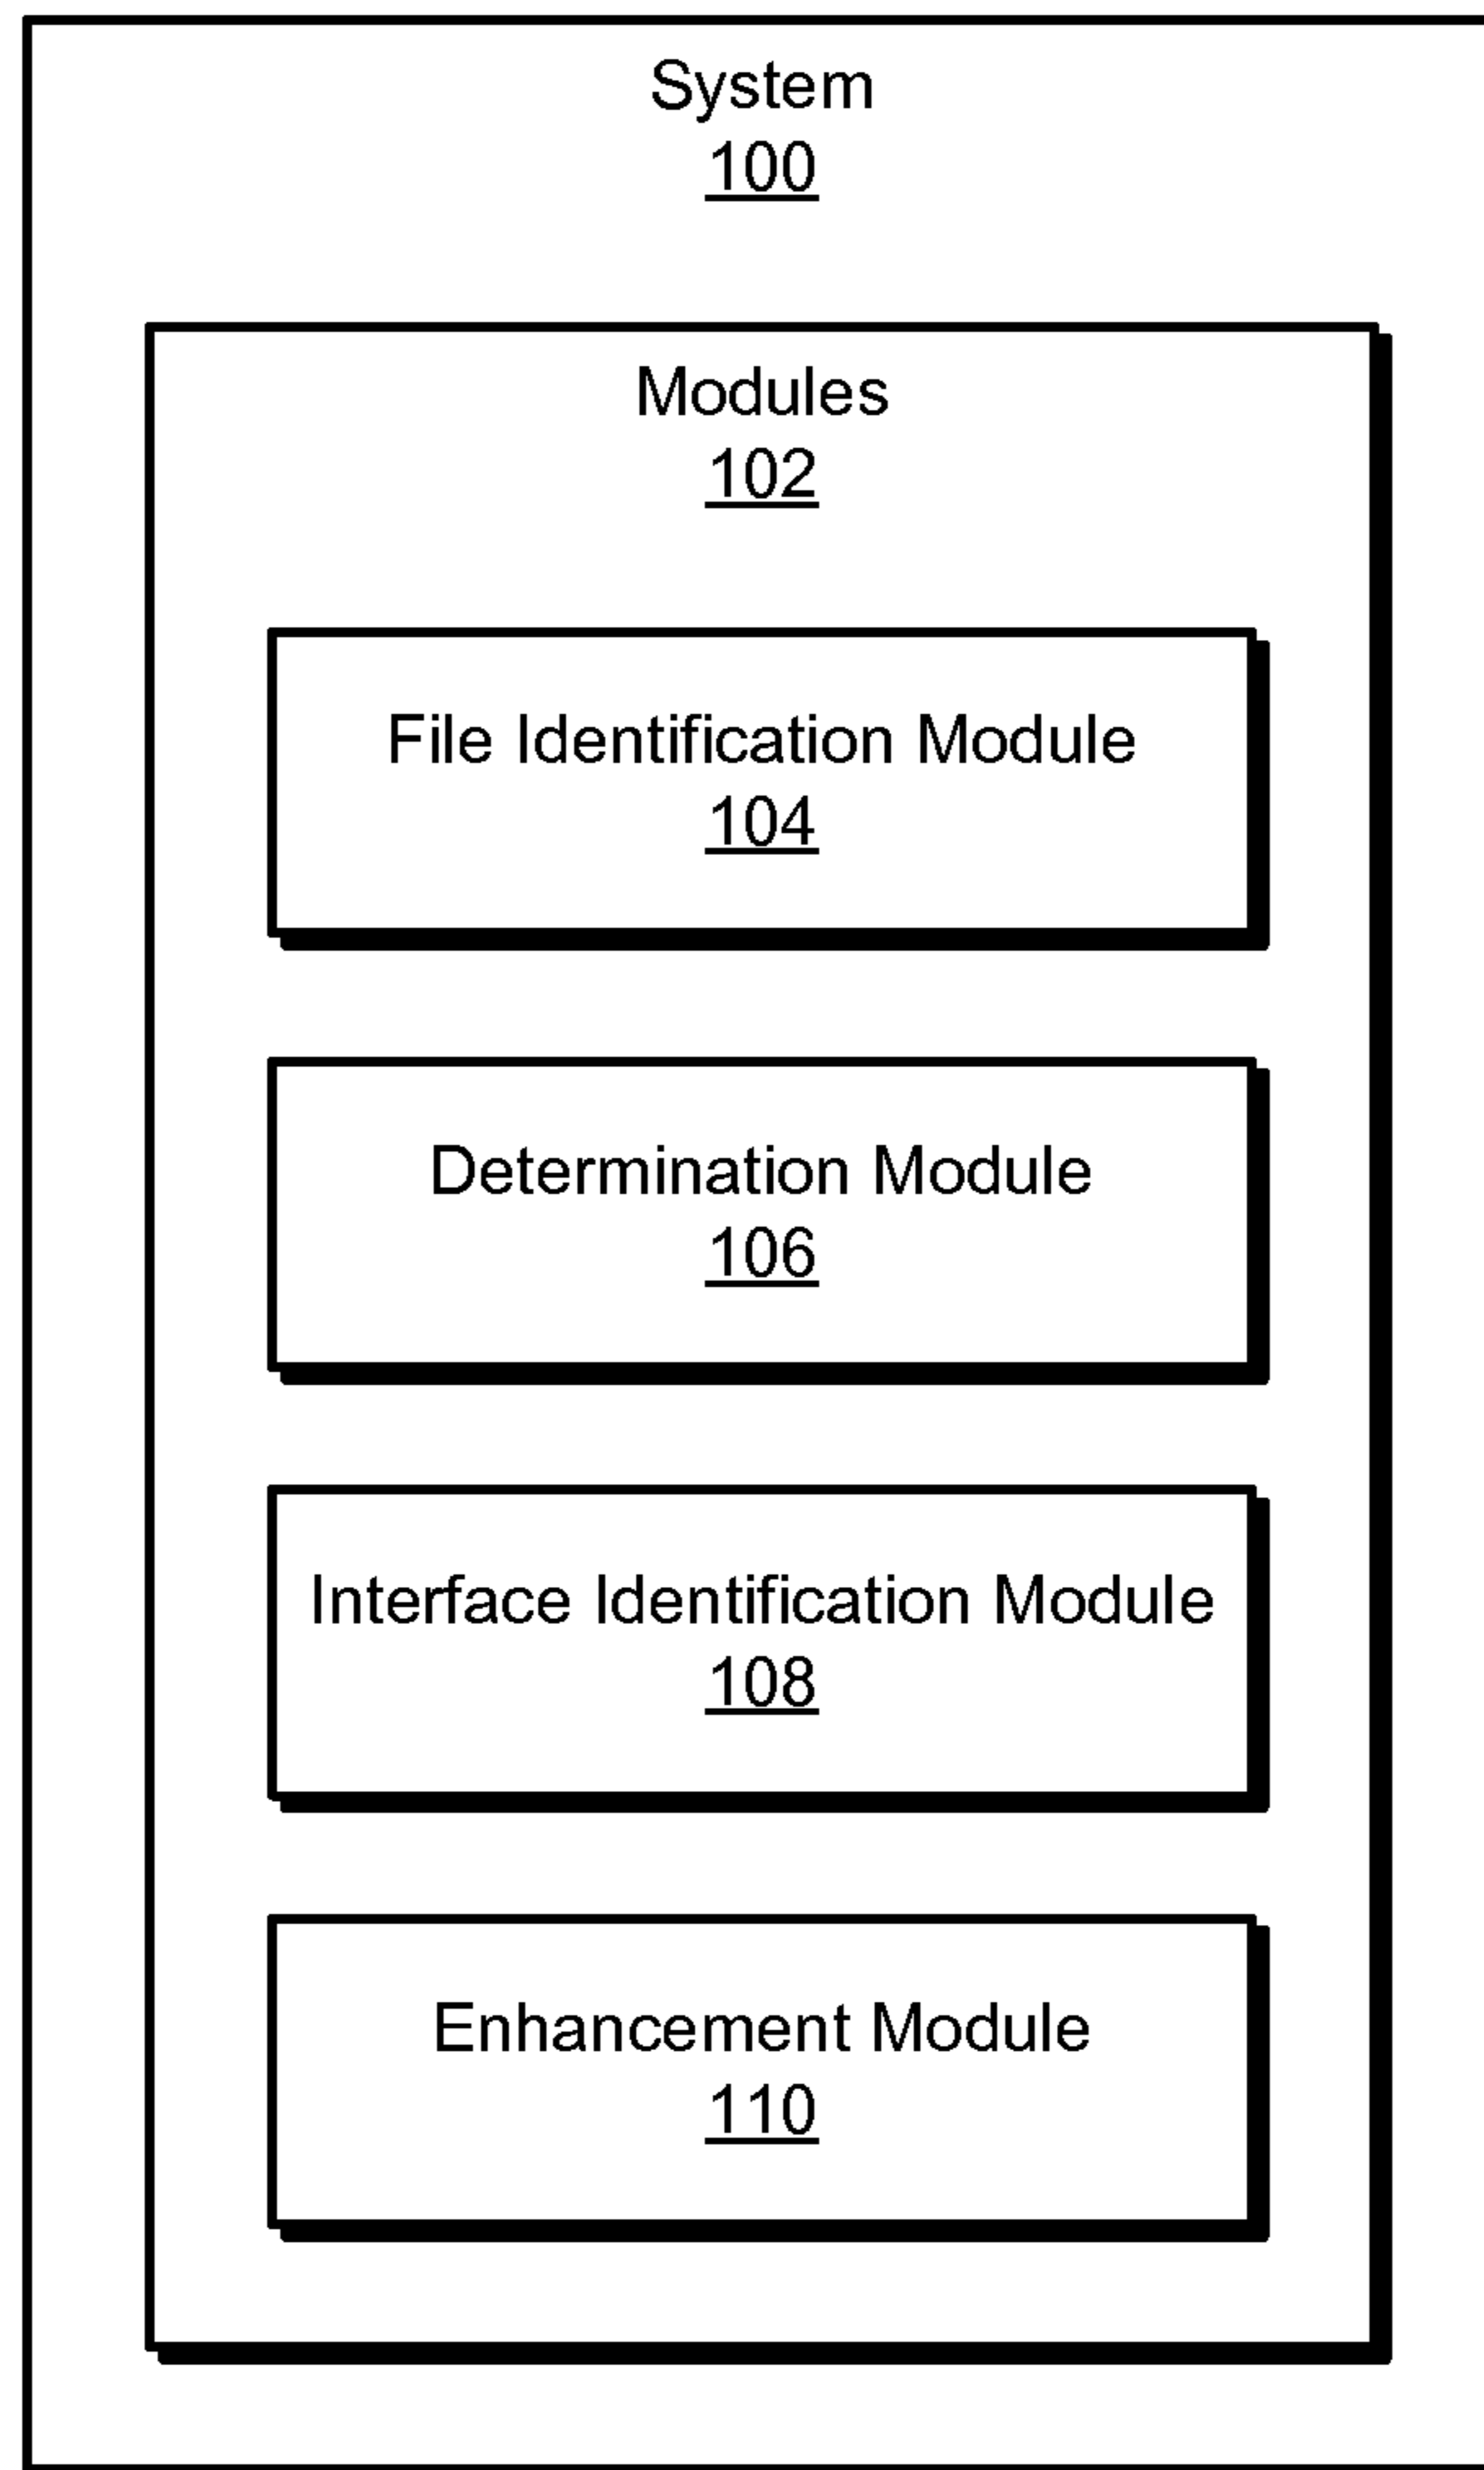 System
100
Modules
102
File Identification Module
104
Determination Module
106
Interface Identification Module
108
Enhancement Module
110